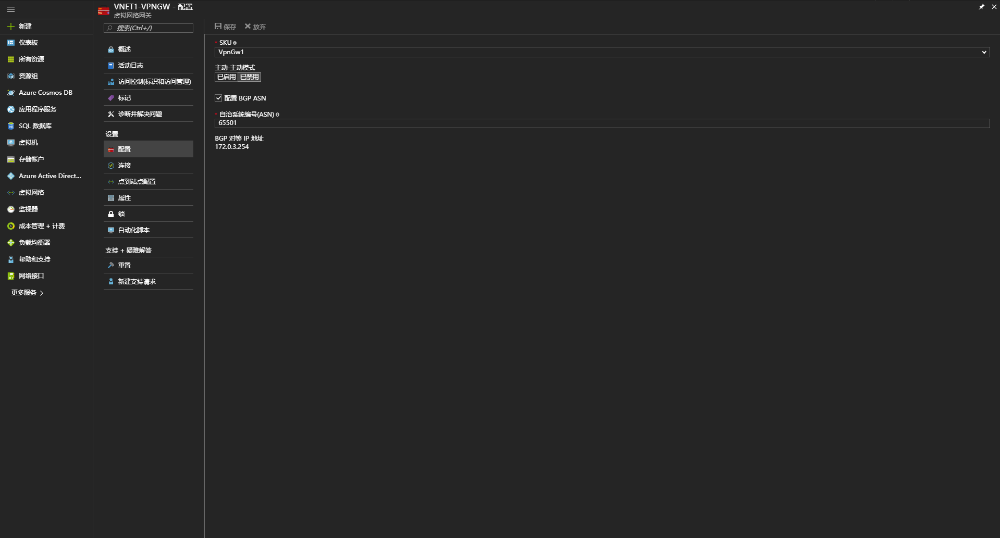 VNET1-VPNGW - 配置
虚拟网络网关
新建
仪表板
所有资源
资源组
Azure Cosmos DB
应用程序服务
SQL 数据库
虚拟机
存储帐户
Azure Active Direct...
虚拟网络
监视器
成本管理 + 计费
负载均衡器
帮助和支持
网络接口
更多服务
搜索(Ctrl+/)
概述
活动日志
访问控制(标识和访问管理)
标记
诊断并解决问题
设置
配置
连接
点到站点配置
属性
锁
自动化脚本
支持 + 疑难解答
重置
新建支持请求
保存 放弃
* SKU
VpnGw1
主动-主动模式
已启用 已禁用
配置 BGP ASN
* 自治系统编号(ASN)
65501
BGP 对等 IP 地址
172.0.3.254